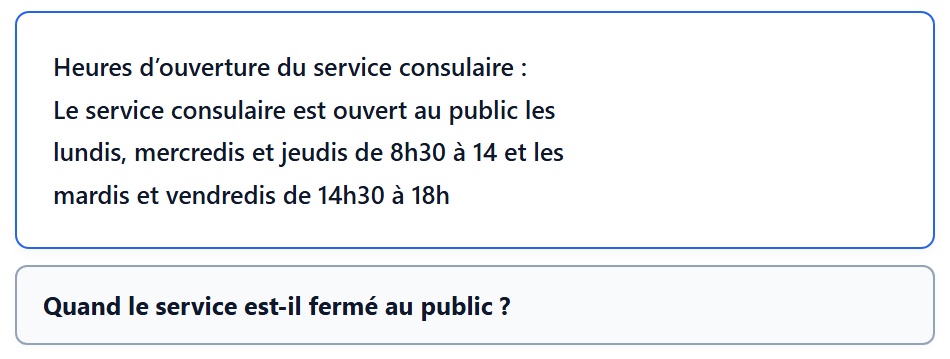 Heures d’ouverture du service consulaire :
Le service consulaire est ouvert au public les
lundis, mercredis et jeudis de 8h30 à 14 et les
mardis et vendredis de 14h30 à 18h
Quand le service est-il fermé au public ?